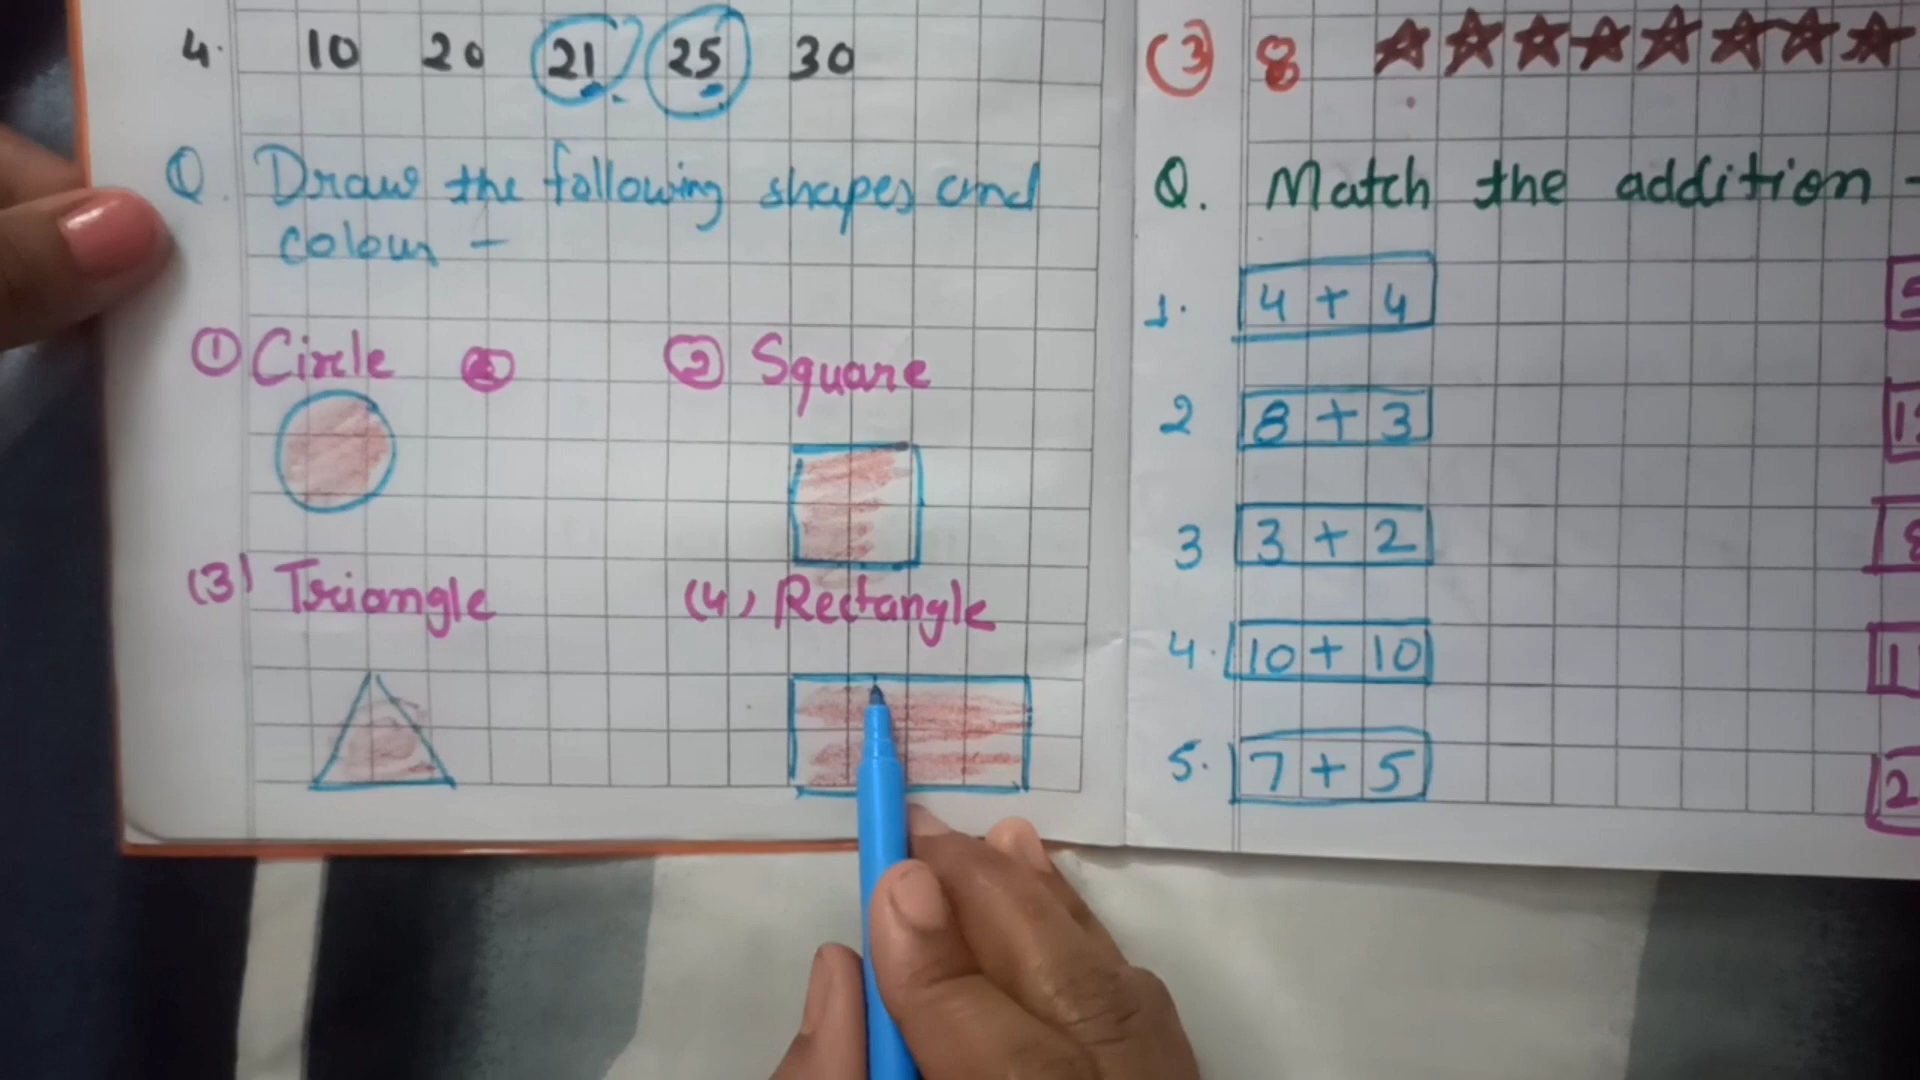 4. 10 20 21 25 30
Q. Draw the following shapes and
colour -
① Circle ② Square
(3) Triangle (4) Rectangle
(3) 8
Q. Match the addition -
1. 4 + 4
2 8 + 3
3 3 + 2
4. 10 + 10
5. 7 + 5